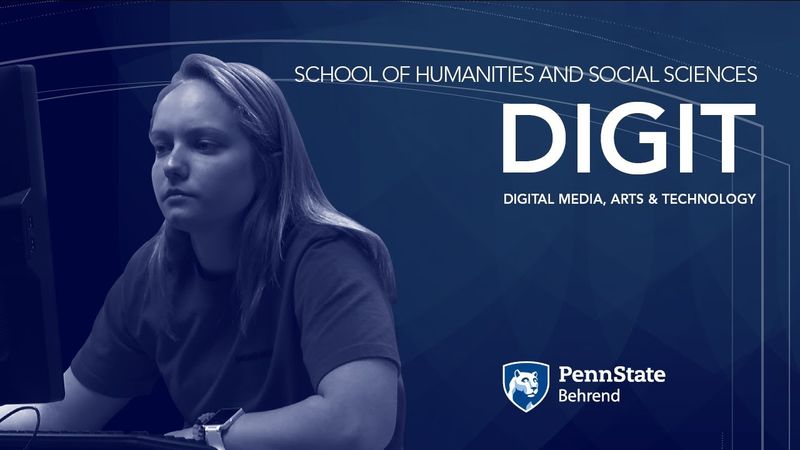 SCHOOL OF HUMANITIES AND SOCIAL SCIENCES
DIGIT
DIGITAL MEDIA, ARTS & TECHNOLOGY
PennState
Behrend